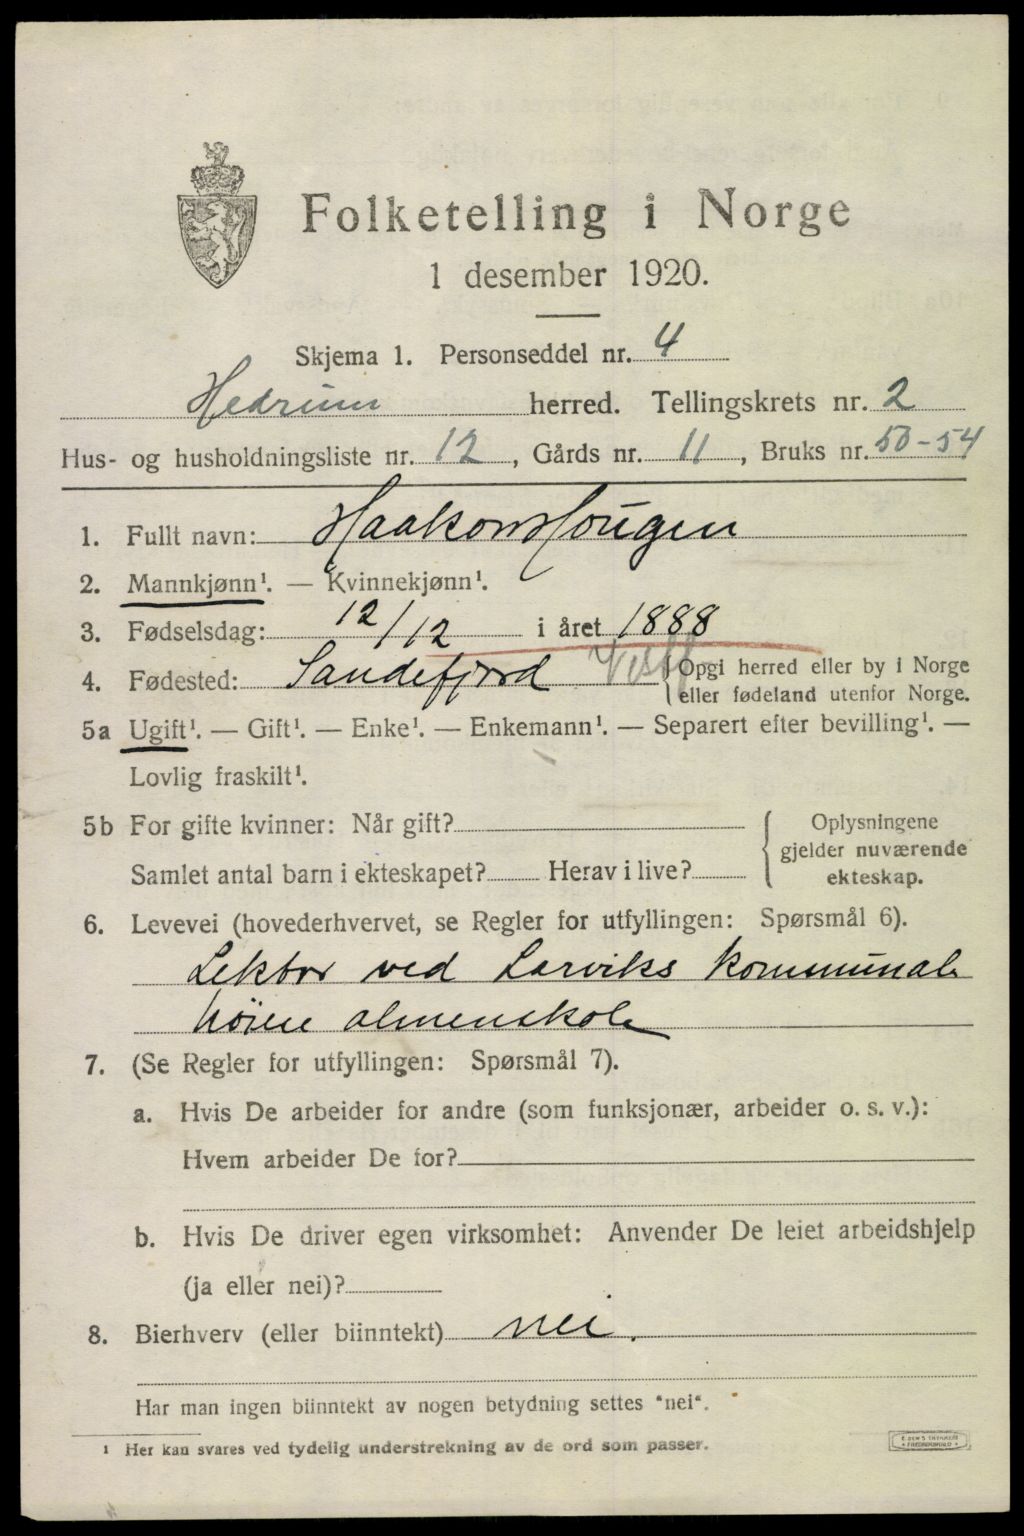 Folketelling i Norge
1 desember 1920.
Skjema 1. Personseddel nr. 4
Hedrum herred. Tellingskrets nr. 2
Hus- og husholdningsliste nr. 12, Gårds nr. 11, Bruks nr. 50-54
1. Fullt navn: Haakon Hougen
2. Mannkjønn¹. — Kvinnekjønn¹.
3. Fødselsdag: 12/12 i året 1888
4. Fødested: Sandefjord Vestf { Opgi herred eller by i Norge
eller fødeland utenfor Norge.
5a Ugift¹. — Gift¹. — Enke¹. — Enkemann¹. — Separert efter bevilling¹. —
Lovlig fraskilt¹.
5b For gifte kvinner: Når gift? { Oplysningene
gjelder nuværende
Samlet antal barn i ekteskapet? Herav i live? ekteskap.
6. Levevei (hovederhvervet, se Regler for utfyllingen: Spørsmål 6).
Lektor ved Larviks kommunale
høiere almenskole
7. (Se Regler for utfyllingen: Spørsmål 7).
a. Hvis De arbeider for andre (som funksjonær, arbeider o. s. v.):
Hvem arbeider De for?
b. Hvis De driver egen virksomhet: Anvender De leiet arbeidshjelp
(ja eller nei)?
8. Bierhverv (eller biinntekt) nei.
Har man ingen biinntekt av nogen betydning settes "nei".
¹ Her kan svares ved tydelig understrekning av de ord som passer.